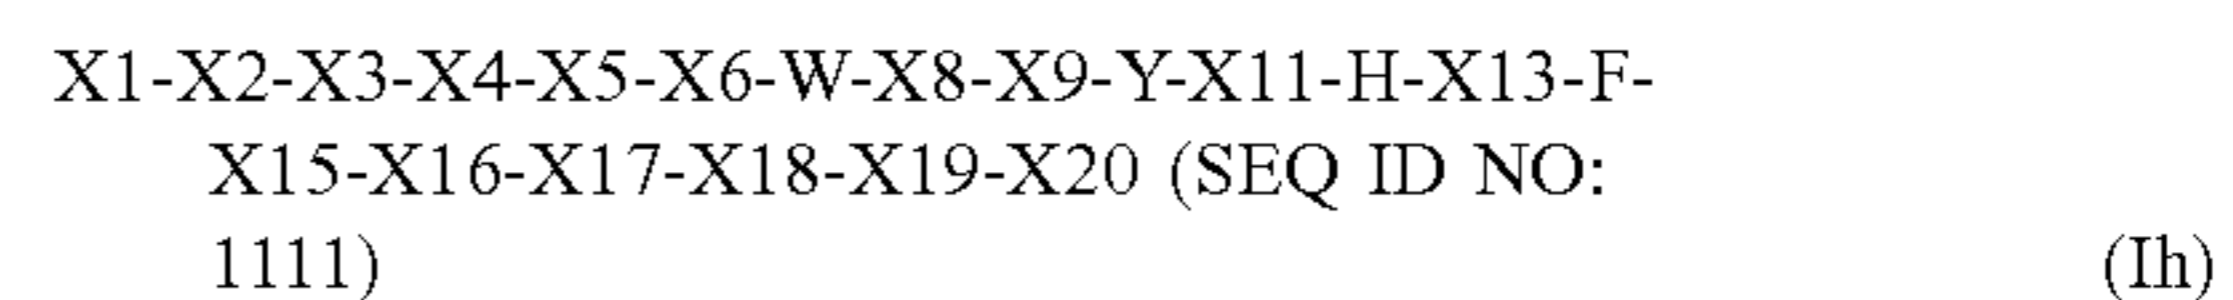 X1-X2-X3-X4-X5-X6-W-X8-X9-Y-X11-H-X13-F-
X15-X16-X17-X18-X19-X20 (SEQ ID NO:
1111) (Ih)